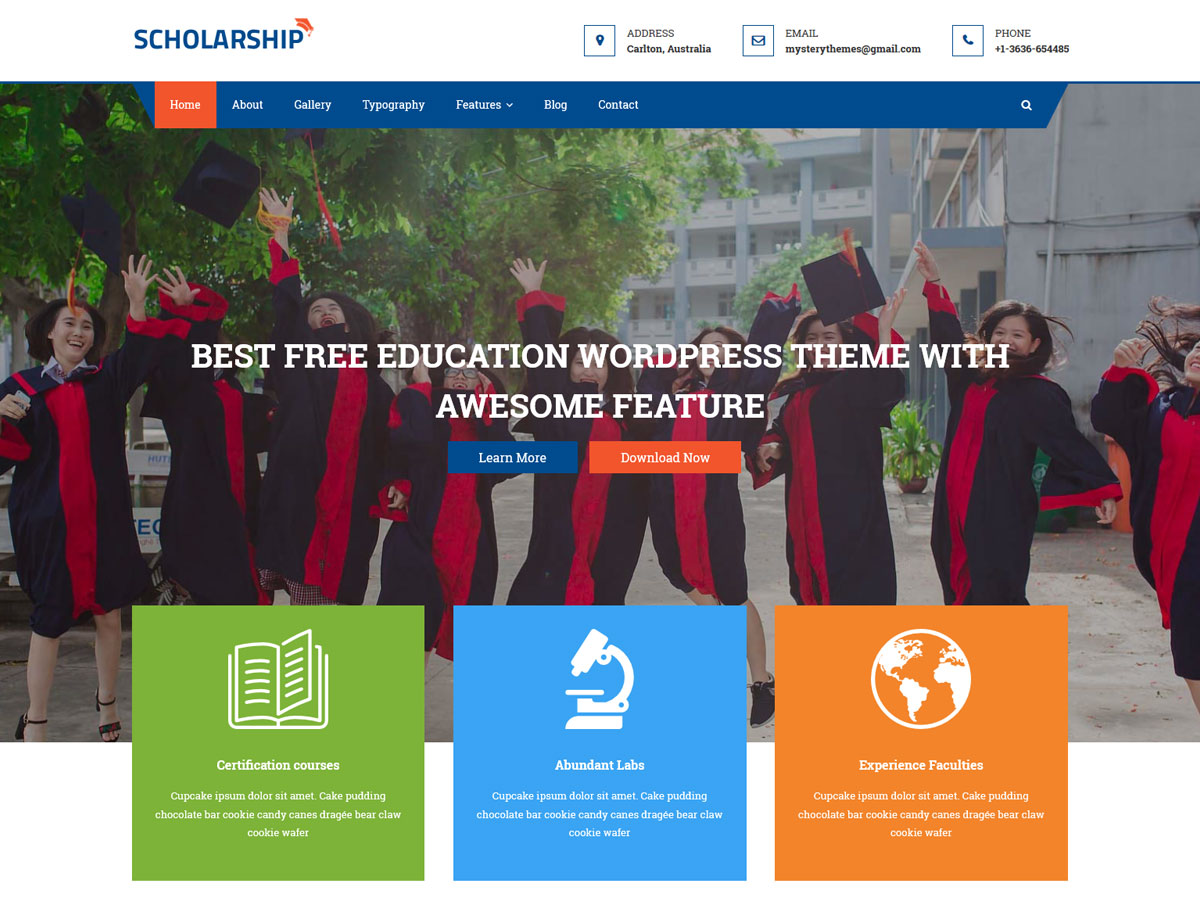 SCHOLARSHIP
ADDRESS
Carlton, Australia
EMAIL
mysterythemes@gmail.com
PHONE
+1-3636-654485
Home About Gallery Typography Features Blog Contact
BEST FREE EDUCATION WORDPRESS THEME WITH
AWESOME FEATURE
Learn More Download Now
Certification courses
Cupcake ipsum dolor sit amet. Cake pudding
chocolate bar cookie candy canes dragée bear claw
cookie wafer
Abundant Labs
Cupcake ipsum dolor sit amet. Cake pudding
chocolate bar cookie candy canes dragée bear claw
cookie wafer
Experience Faculties
Cupcake ipsum dolor sit amet. Cake pudding
chocolate bar cookie candy canes dragée bear claw
cookie wafer